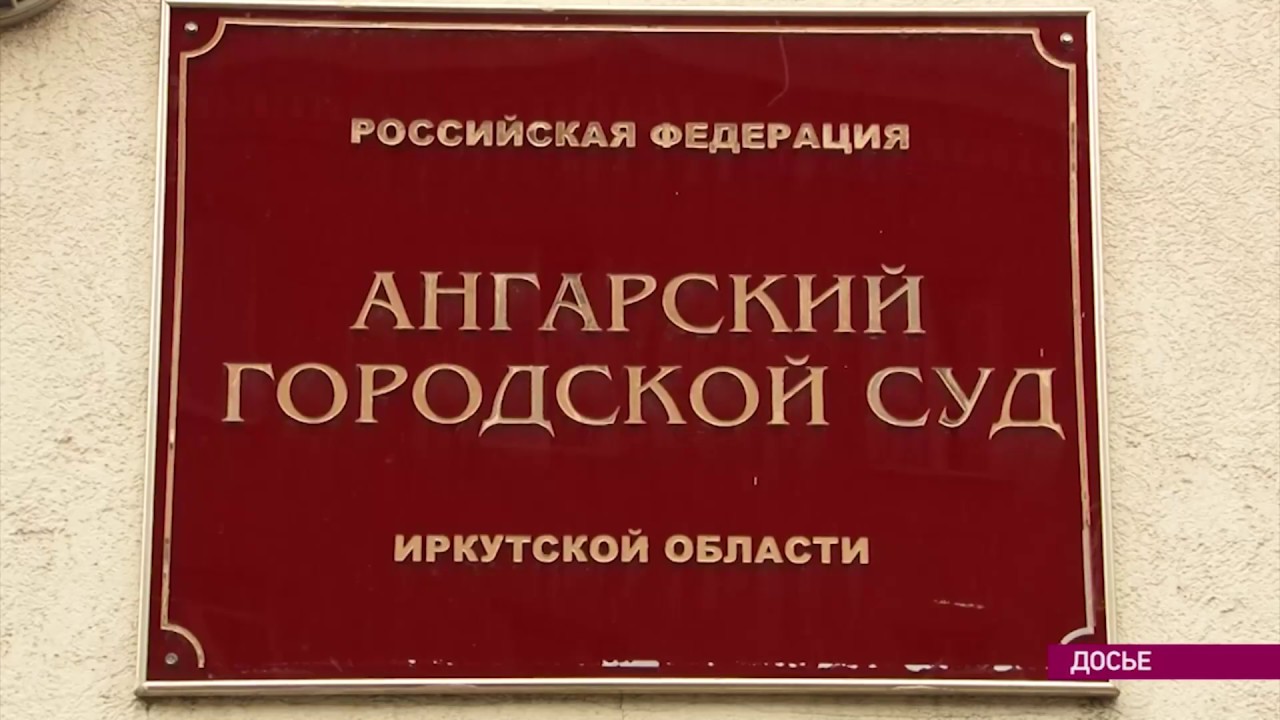 РОССИЙСКАЯ ФЕДЕРАЦИЯ
АНГАРСКИЙ
ГОРОДСКОЙ СУД
ИРКУТСКОЙ ОБЛАСТИ
ДОСЬЕ